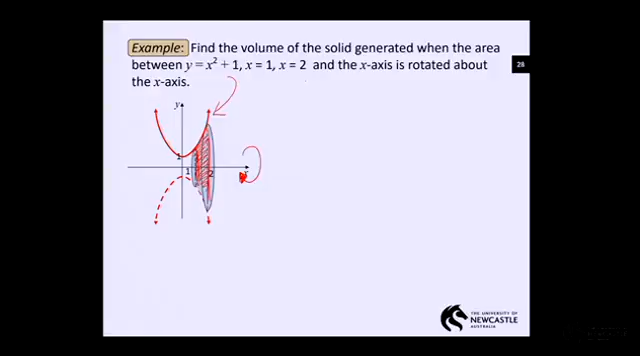 Example: Find the volume of the solid generated when the area
between y = x² + 1, x = 1, x = 2 and the x-axis is rotated about
the x-axis.
28
y
1
1
2
x
THE UNIVERSITY OF
NEWCASTLE
AUSTRALIA